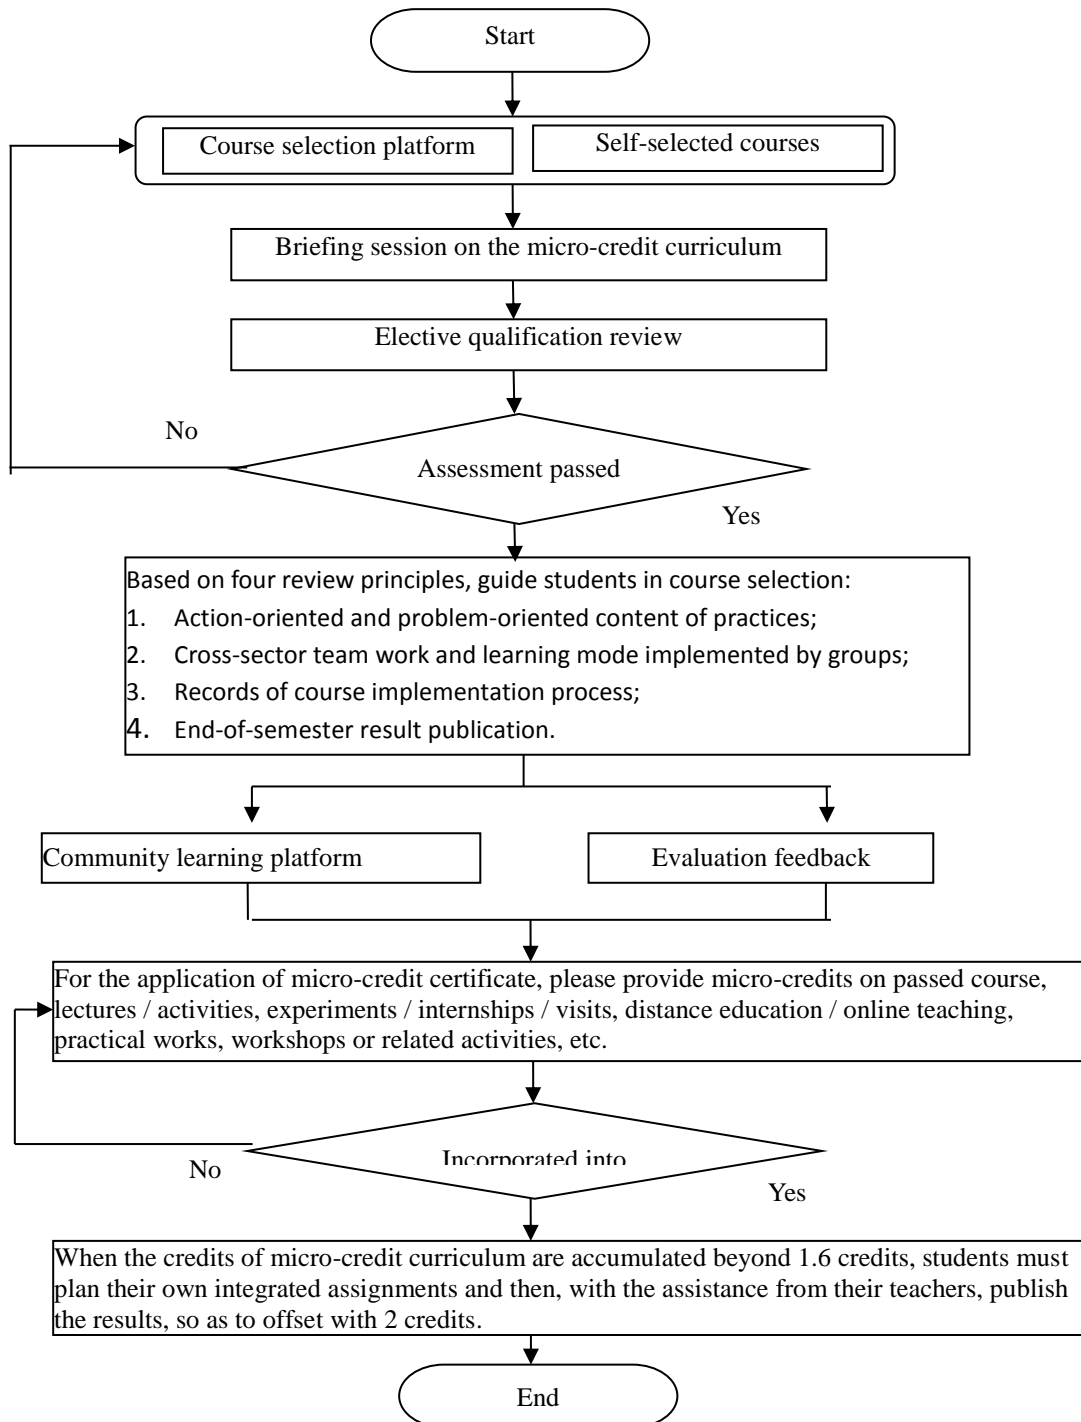 Start
Course selection platform
Self-selected courses
Briefing session on the micro-credit curriculum
Elective qualification review
No
Assessment passed
Yes
Based on four review principles, guide students in course selection:
1. Action-oriented and problem-oriented content of practices;
2. Cross-sector team work and learning mode implemented by groups;
3. Records of course implementation process;
4. End-of-semester result publication.
Community learning platform
Evaluation feedback
For the application of micro-credit certificate, please provide micro-credits on passed course,
lectures / activities, experiments / internships / visits, distance education / online teaching,
practical works, workshops or related activities, etc.
Incorporated into
No
Yes
When the credits of micro-credit curriculum are accumulated beyond 1.6 credits, students must
plan their own integrated assignments and then, with the assistance from their teachers, publish
the results, so as to offset with 2 credits.
End